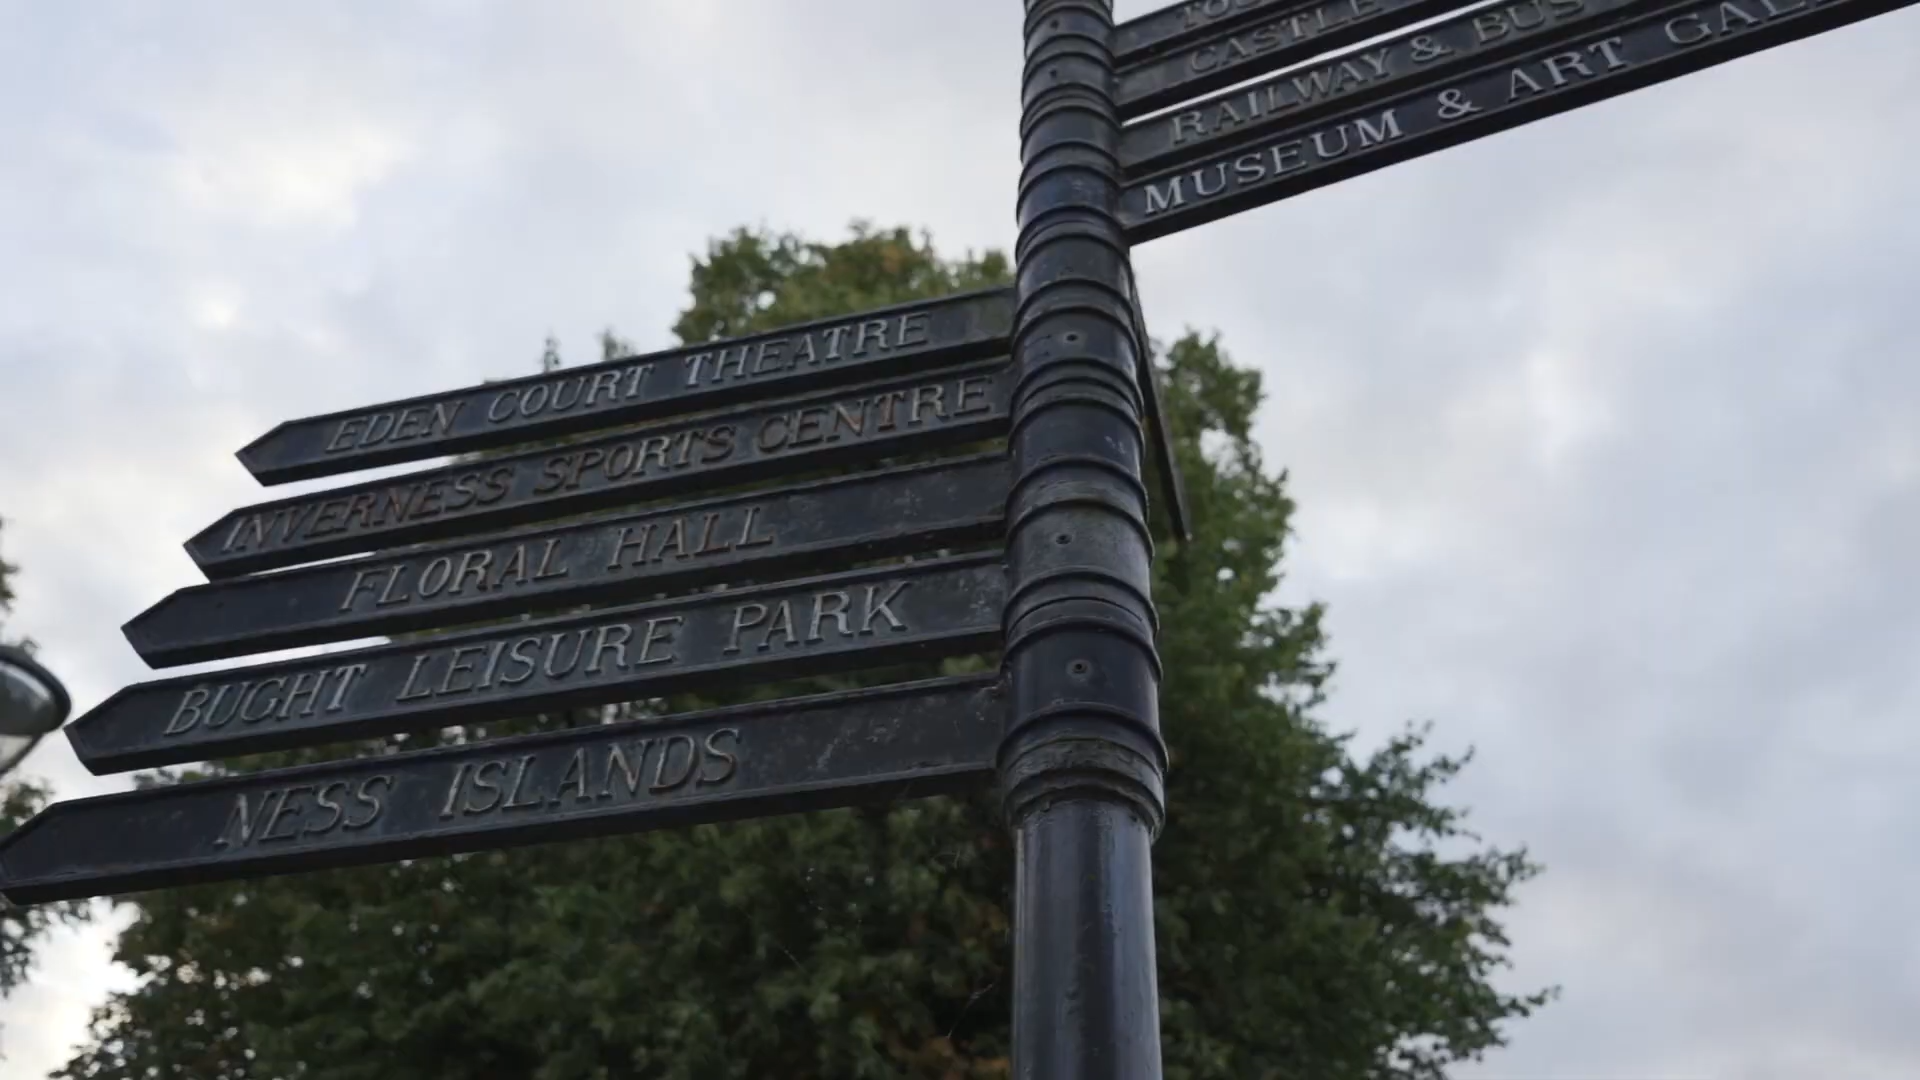 CASTLE
RAILWAY & BUS
MUSEUM & ART
EDEN COURT THEATRE
INVERNESS SPORTS CENTRE
FLORAL HALL
BUGHT LEISURE PARK
NESS ISLANDS